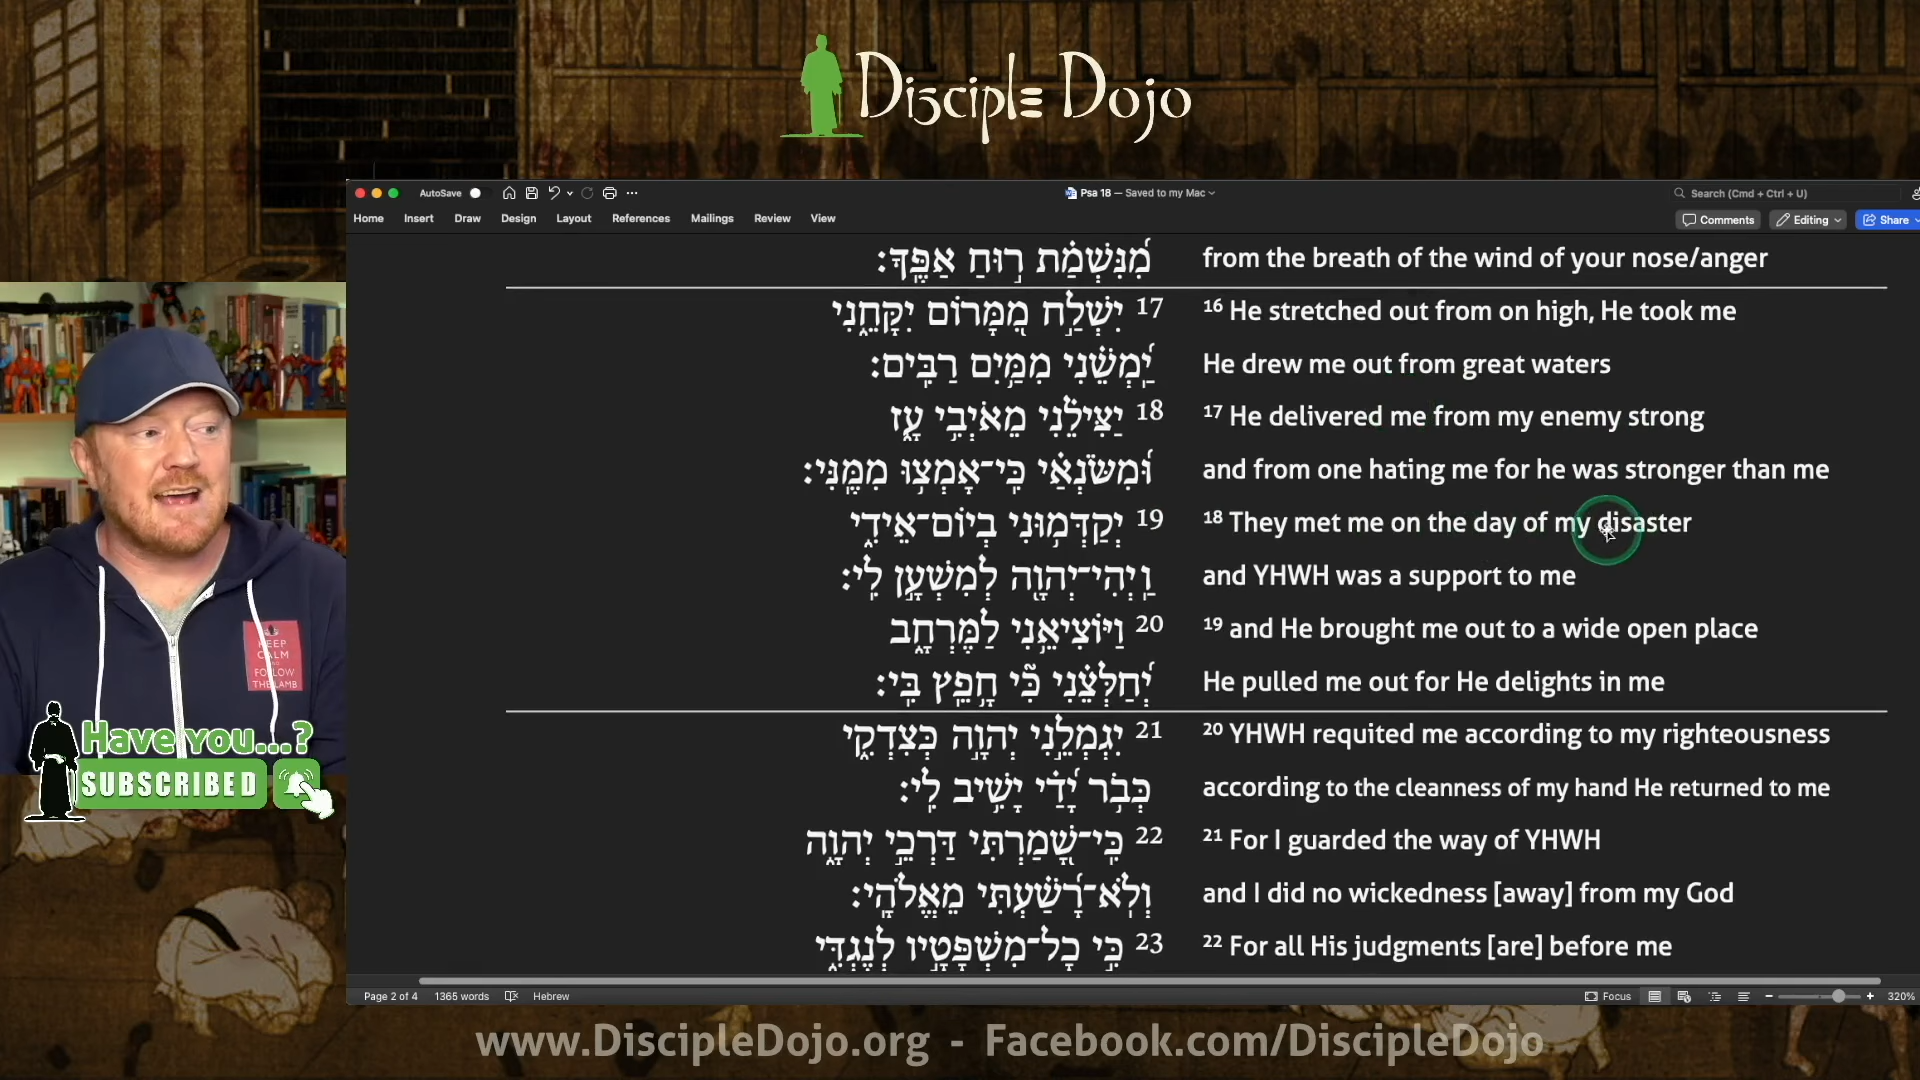 Disciple Dojo
AutoSave
Psa 18 — Saved to my Mac
Search (Cmd + Ctrl + U)
Home Insert Draw Design Layout References Mailings Review View
Comments Editing Share
מִ֝נִּשְׁמַ֗ת ר֣וּחַ אַפֶּֽךָ׃ from the breath of the wind of your nose/anger
17 יִשְׁלַ֣ח מִ֭מָּרוֹם יִקָּחֵ֑נִי 16 He stretched out from on high, He took me
יַֽ֝מְשֵׁ֗נִי מִמַּ֥יִם רַבִּֽים׃ He drew me out from great waters
18 יַצִּילֵ֗נִי מֵאֹיְבִ֥י עָ֑ז 17 He delivered me from my enemy strong
וּ֝מִשֹּׂנְאַ֗י כִּֽי־אָמְצ֥וּ מִמֶּֽנִּי׃ and from one hating me for he was stronger than me
19 יְקַדְּמ֥וּנִי בְיוֹם־אֵידִ֑י 18 They met me on the day of my disaster
וַֽיְהִי־יְהוָ֖ה לְמִשְׁעָ֣ן לִֽי׃ and YHWH was a support to me
20 וַיּוֹצִיאֵ֥נִי לַמֶּרְחָ֑ב 19 and He brought me out to a wide open place
יְ֝חַלְּצֵ֗נִי כִּ֘י חָ֥פֵֽץ בִּֽי׃ He pulled me out for He delights in me
21 יִגְמְלֵ֣נִי יְהוָ֣ה כְּצִדְקִ֑י 20 YHWH requited me according to my righteousness
כְּבֹ֥ר יָ֝דַ֗י יָשִׁ֥יב לִֽי׃ according to the cleanness of my hand He returned to me
22 כִּֽי־שָׁ֭מַרְתִּי דַּרְכֵ֣י יְהוָ֑ה 21 For I guarded the way of YHWH
וְלֹֽא־רָ֝שַׁ֗עְתִּי מֵאֱלֹהָֽי׃ and I did no wickedness [away] from my God
23 כִּ֣י כָל־מִשְׁפָּטָ֣יו לְנֶגְדִּ֑י 22 For all His judgments [are] before me
KEEP
CALM
AND
FOLLOW
THE LAMB
Have you...?
SUBSCRIBED
Page 2 of 4 1365 words Hebrew Focus 320%
www.DiscipleDojo.org - Facebook.com/DiscipleDojo